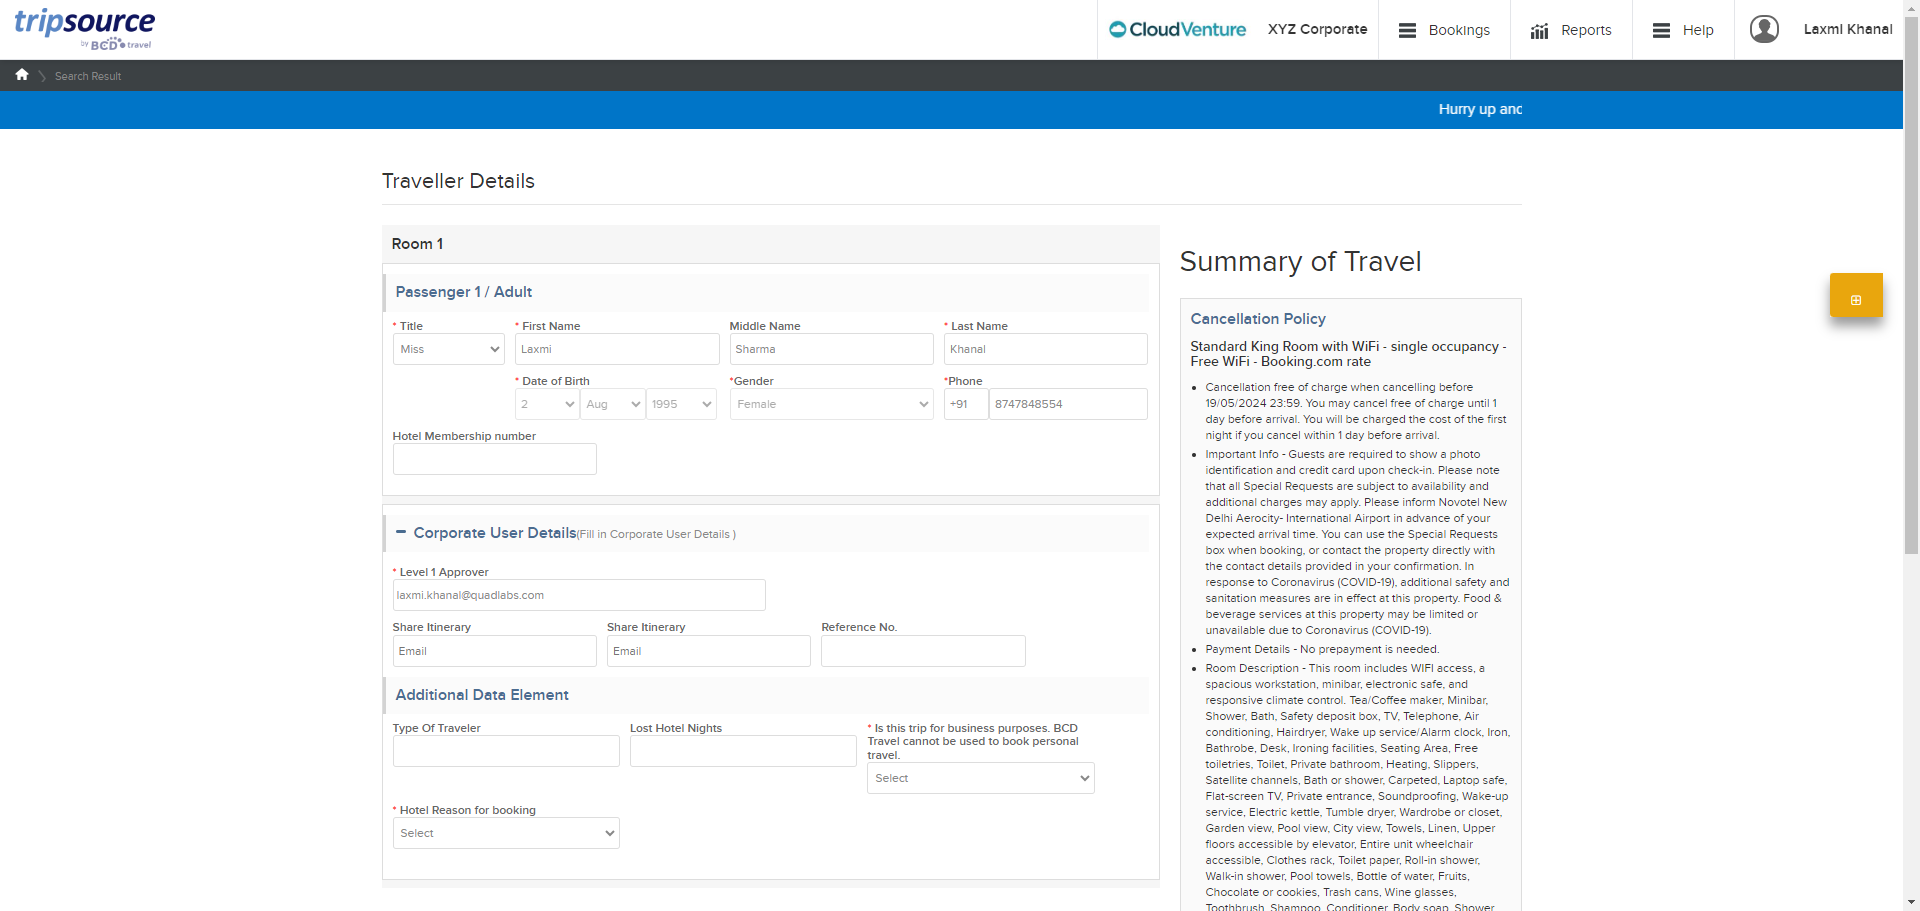 tripsource
by BCD travel
CloudVenture
XYZ Corporate
Bookings
Reports
Help
Laxmi Khanal
Search Result
Hurry up and
Traveller Details
Room 1
Passenger 1 / Adult
* Title
* First Name
Middle Name
* Last Name
Miss
Laxmi
Sharma
Khanal
* Date of Birth
*Gender
*Phone
2
Aug
1995
Female
+91
8747848554
Hotel Membership number
Corporate User Details(Fill in Corporate User Details )
* Level 1 Approver
laxmi.khanal@quadlabs.com
Share Itinerary
Share Itinerary
Reference No.
Email
Email
Additional Data Element
Type Of Traveler
Lost Hotel Nights
* Is this trip for business purposes. BCD
Travel cannot be used to book personal
travel.
Select
* Hotel Reason for booking
Select
Summary of Travel
Cancellation Policy
Standard King Room with WiFi - single occupancy -
Free WiFi - Booking.com rate
Cancellation free of charge when cancelling before
19/05/2024 23:59. You may cancel free of charge until 1
day before arrival. You will be charged the cost of the first
night if you cancel within 1 day before arrival.
Important Info - Guests are required to show a photo
identification and credit card upon check-in. Please note
that all Special Requests are subject to availability and
additional charges may apply. Please inform Novotel New
Delhi Aerocity- International Airport in advance of your
expected arrival time. You can use the Special Requests
box when booking, or contact the property directly with
the contact details provided in your confirmation. In
response to Coronavirus (COVID-19), additional safety and
sanitation measures are in effect at this property. Food &
beverage services at this property may be limited or
unavailable due to Coronavirus (COVID-19).
Payment Details - No prepayment is needed.
Room Description - This room includes WIFI access, a
spacious workstation, minibar, electronic safe, and
responsive climate control. Tea/Coffee maker, Minibar,
Shower, Bath, Safety deposit box, TV, Telephone, Air
conditioning, Hairdryer, Wake up service/Alarm clock, Iron,
Bathrobe, Desk, Ironing facilities, Seating Area, Free
toiletries, Toilet, Private bathroom, Heating, Slippers,
Satellite channels, Bath or shower, Carpeted, Laptop safe,
Flat-screen TV, Private entrance, Soundproofing, Wake-up
service, Electric kettle, Tumble dryer, Wardrobe or closet,
Garden view, Pool view, City view, Towels, Linen, Upper
floors accessible by elevator, Entire unit wheelchair
accessible, Clothes rack, Toilet paper, Roll-in shower,
Walk-in shower, Pool towels, Bottle of water, Fruits,
Chocolate or cookies, Trash cans, Wine glasses,
Toothbrush, Shampoo, Conditioner, Body soap, Shower